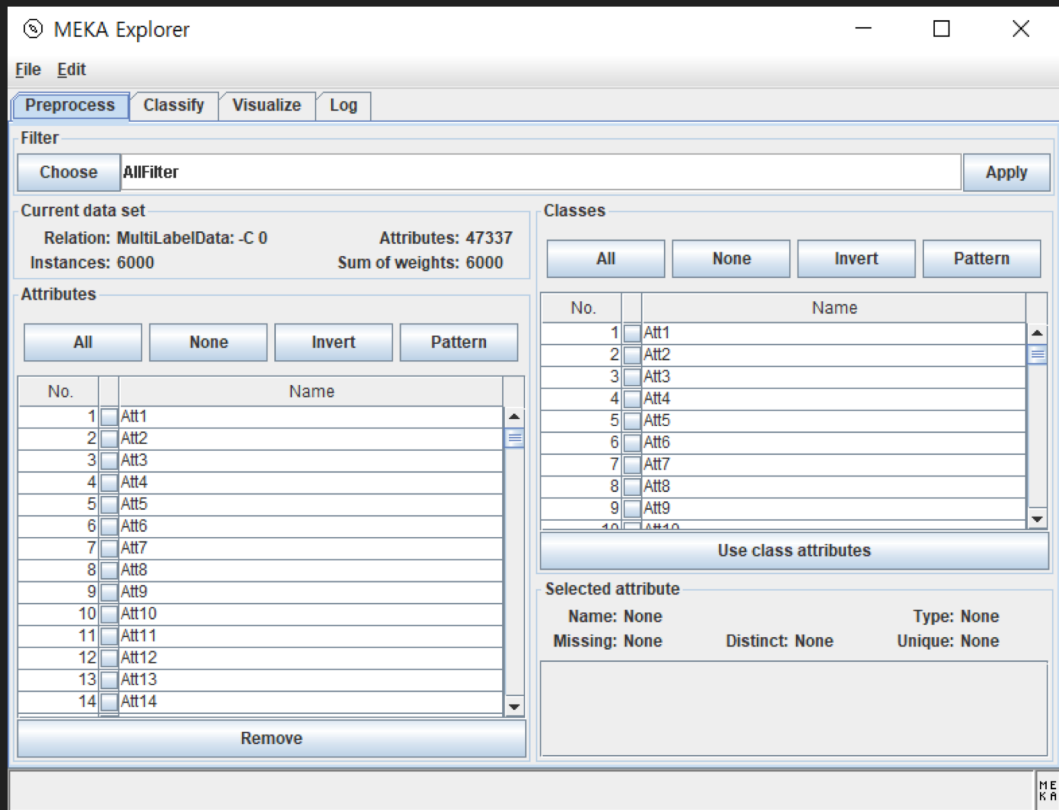 MEKA Explorer
File Edit
Preprocess Classify Visualize Log
Filter
Choose AllFilter Apply
Current data set
Relation: MultiLabelData: -C 0 Attributes: 47337
Instances: 6000 Sum of weights: 6000
Attributes
All None Invert Pattern
No. Name
1 Att1
2 Att2
3 Att3
4 Att4
5 Att5
6 Att6
7 Att7
8 Att8
9 Att9
10 Att10
11 Att11
12 Att12
13 Att13
14 Att14
Remove
Classes
All None Invert Pattern
No. Name
1 Att1
2 Att2
3 Att3
4 Att4
5 Att5
6 Att6
7 Att7
8 Att8
9 Att9
10 Att10
Use class attributes
Selected attribute
Name: None Type: None
Missing: None Distinct: None Unique: None
ME
KA